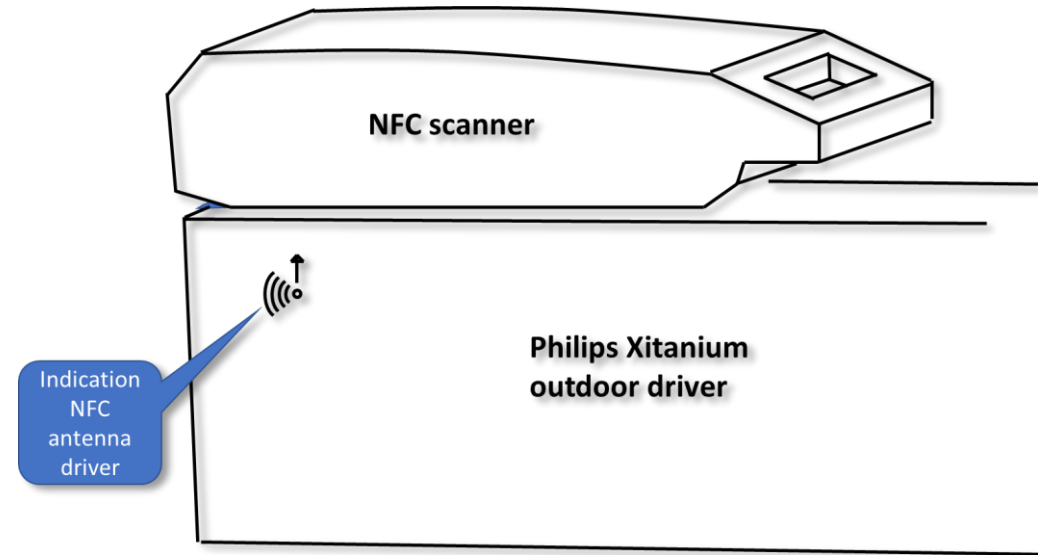 NFC scanner
Philips Xitanium
outdoor driver
Indication
NFC
antenna
driver